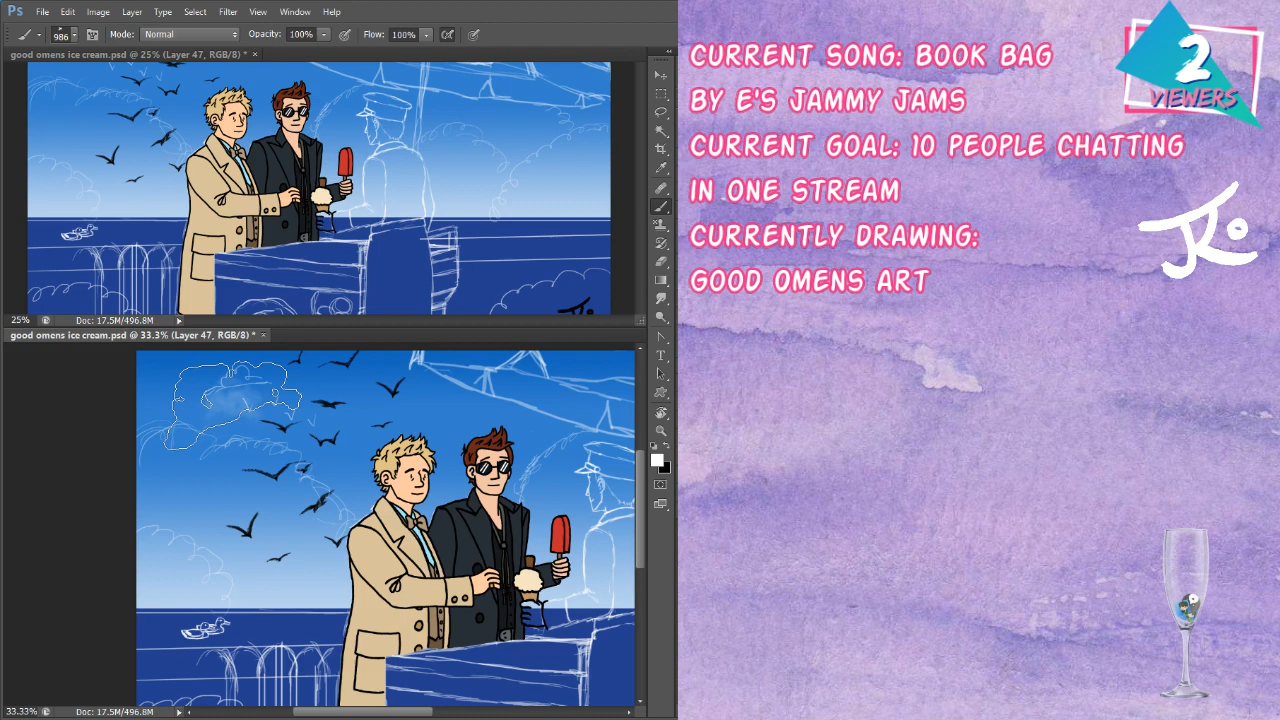 Ps File Edit Image Layer Type Select Filter View Window Help
986 Mode: Normal Opacity: 100% Flow: 100%
good omens ice cream.psd @ 25% (Layer 47, RGB/8) * ×
25% Doc: 17.5M/496.8M
good omens ice cream.psd @ 33.3% (Layer 47, RGB/8) * ×
33.33% Doc: 17.5M/496.8M
T
CURRENT SONG: BOOK BAG
BY E'S JAMMY JAMS
CURRENT GOAL: 10 PEOPLE CHATTING
IN ONE STREAM
CURRENTLY DRAWING:
GOOD OMENS ART
2
VIEWERS